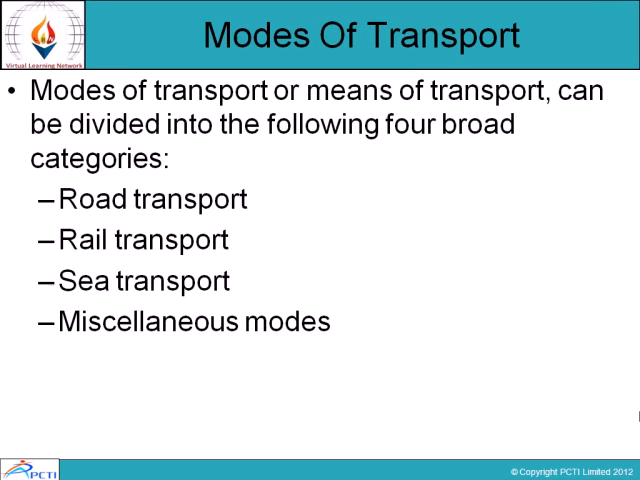 Modes Of Transport
Virtual Learning Network
• Modes of transport or means of transport, can
be divided into the following four broad
categories:
–Road transport
–Rail transport
–Sea transport
–Miscellaneous modes
PCTI
© Copyright PCTI Limited 2012